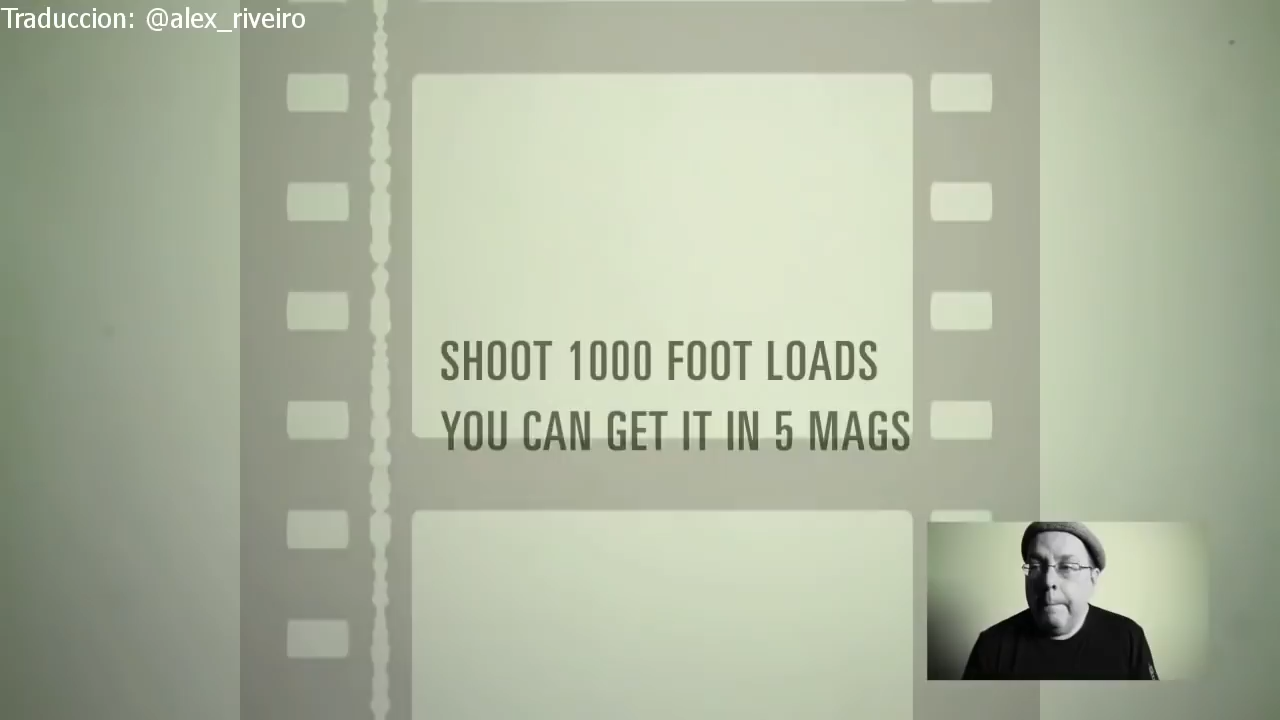 Traduccion: @alex_riveiro
SHOOT 1000 FOOT LOADS
YOU CAN GET IT IN 5 MAGS